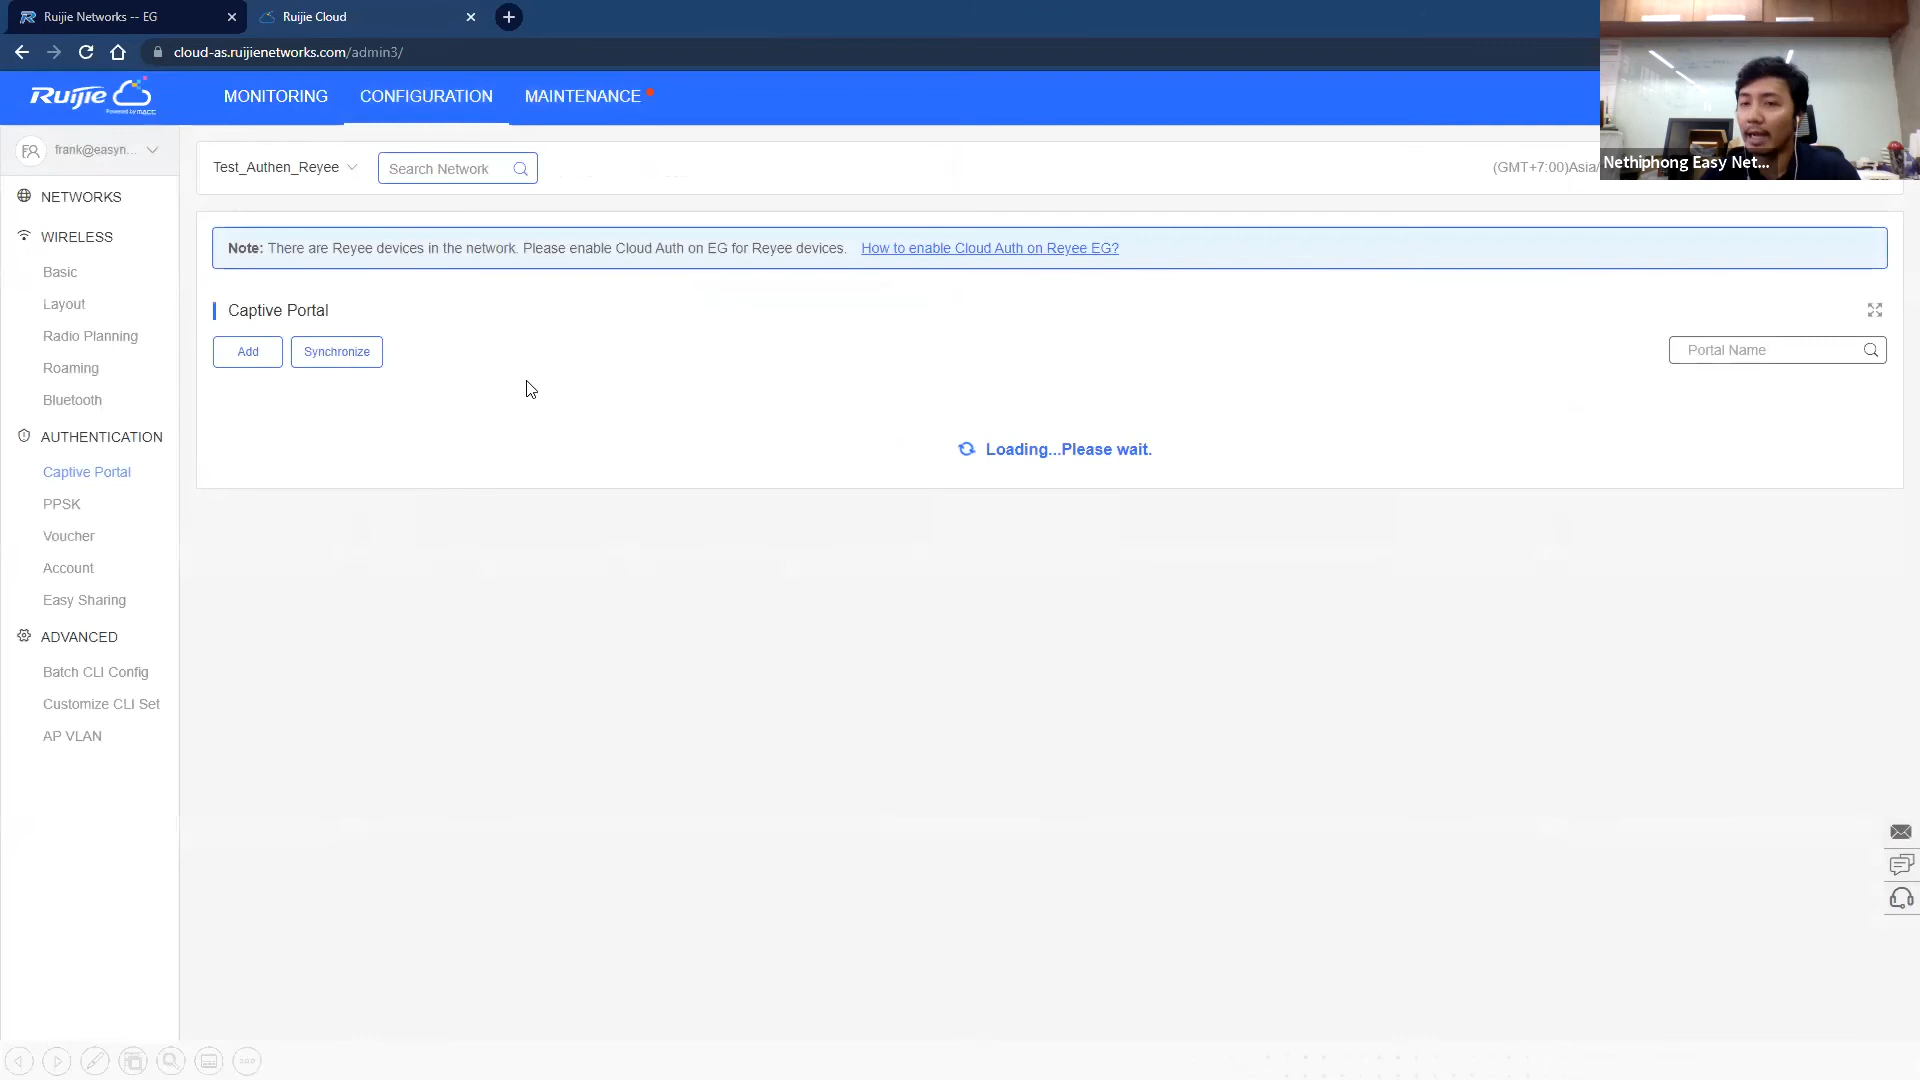 Ruijie Networks -- EG
Ruijie Cloud
cloud-as.ruijienetworks.com/admin3/
Ruijie
Powered by MACC
MONITORING
CONFIGURATION
MAINTENANCE
Nethiphong Easy Net...
frank@easyn...
Test_Authen_Reyee
Search Network
(GMT+7:00)Asia/
NETWORKS
WIRELESS
Basic
Layout
Radio Planning
Roaming
Bluetooth
AUTHENTICATION
Captive Portal
PPSK
Voucher
Account
Easy Sharing
ADVANCED
Batch CLI Config
Customize CLI Set
AP VLAN
Note: There are Reyee devices in the network. Please enable Cloud Auth on EG for Reyee devices. How to enable Cloud Auth on Reyee EG?
Captive Portal
Add
Synchronize
Portal Name
Loading...Please wait.